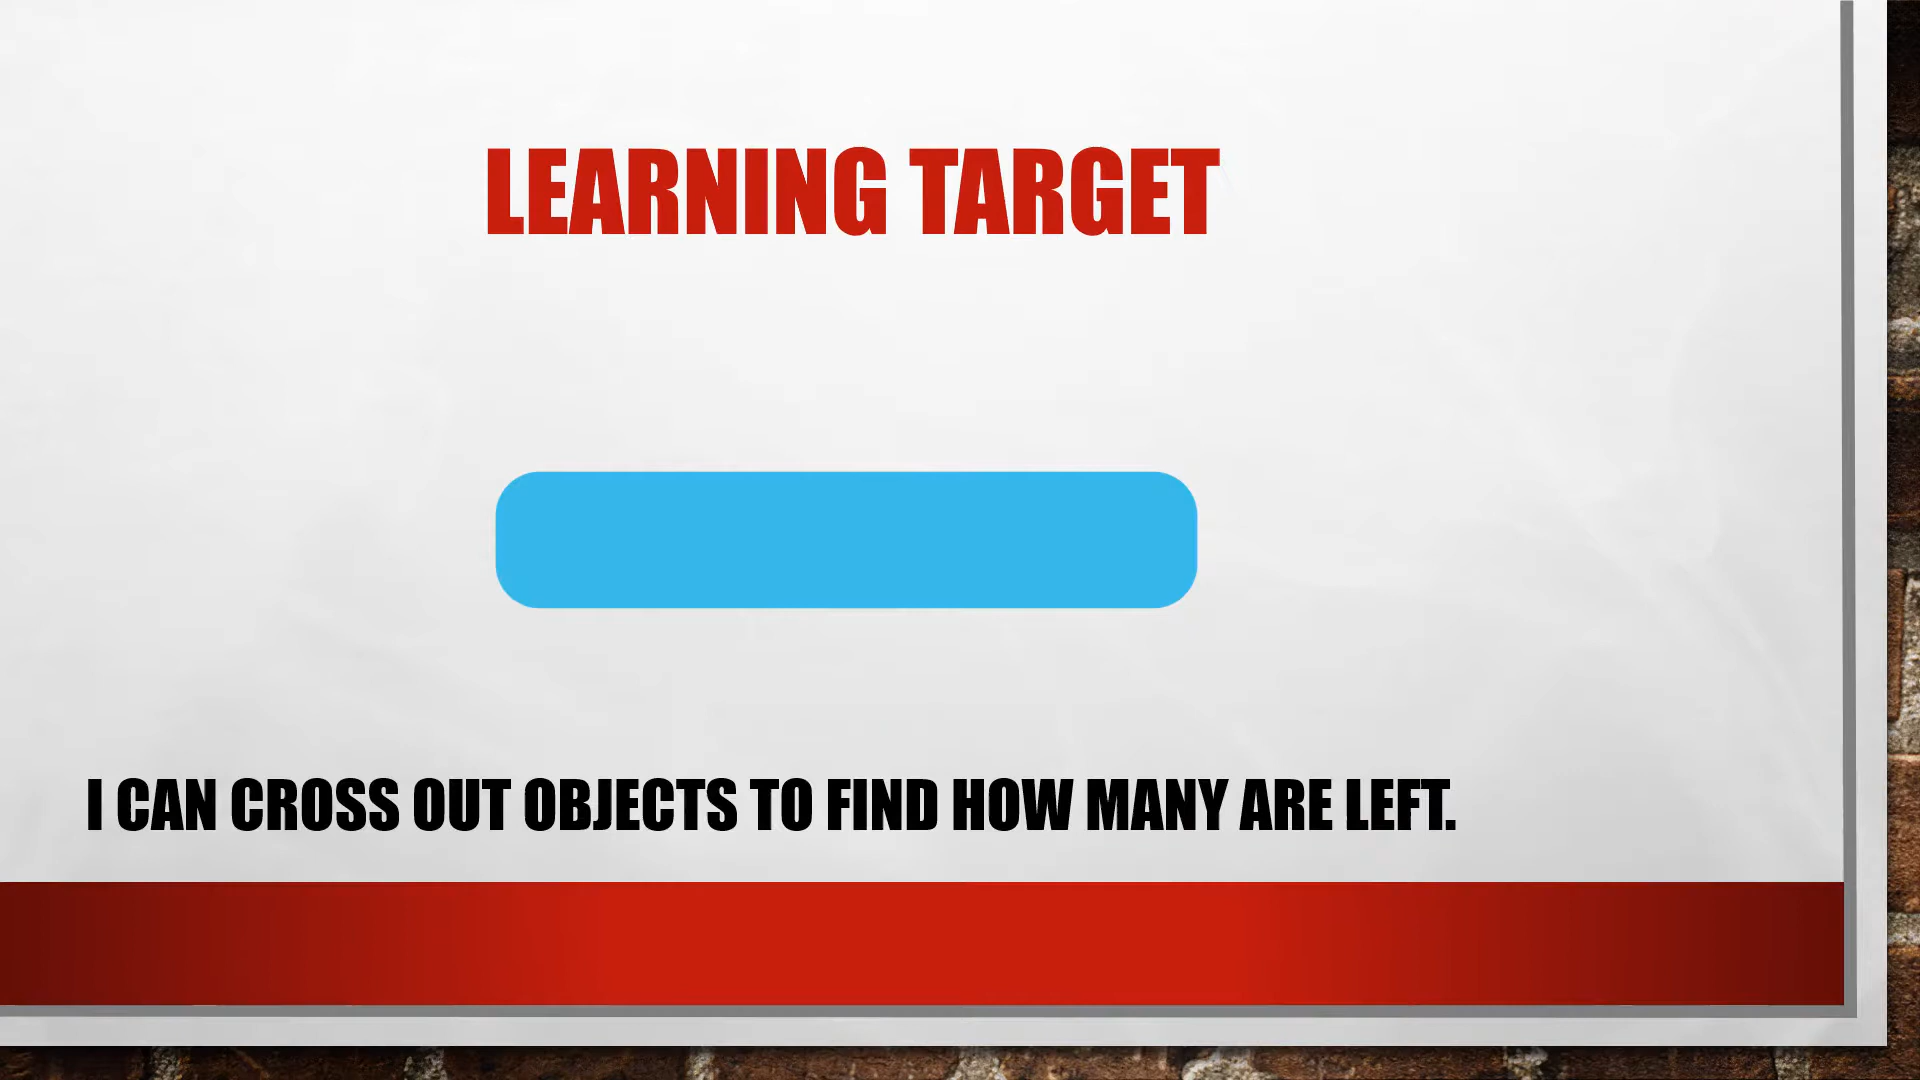 LEARNING TARGET
I CAN CROSS OUT OBJECTS TO FIND HOW MANY ARE LEFT.